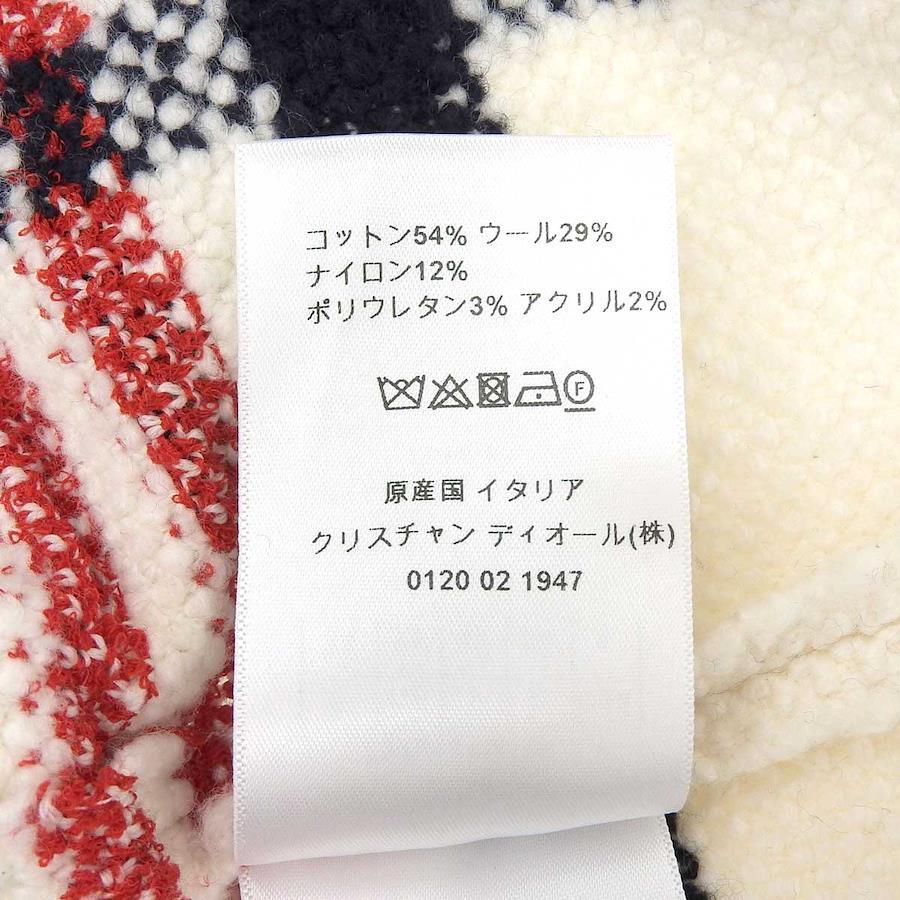 コットン54% ウール29%
ナイロン12%
ポリウレタン3% アクリル2%
F
原産国 イタリア
クリスチャン ディオール(株)
0120 02 1947